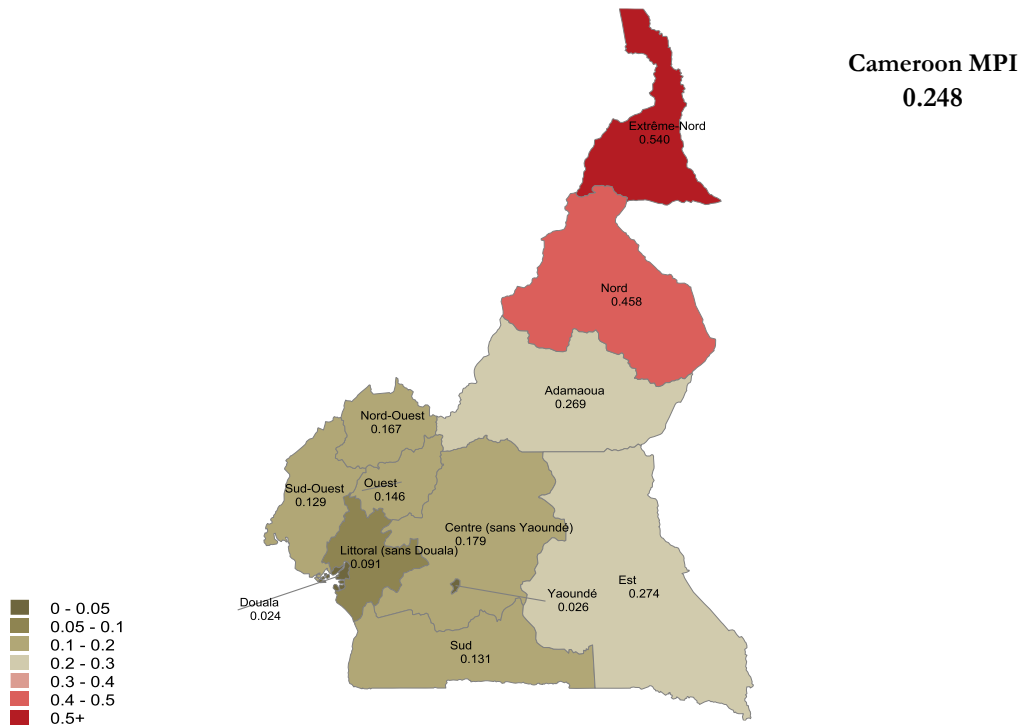 Cameroon MPI
0.248
Extrême-Nord
0.540
Nord
0.458
Adamaoua
0.269
Nord-Ouest
0.167
Ouest
0.146
Sud-Ouest
0.129
Centre (sans Yaoundé)
0.179
Littoral (sans Douala)
0.091
Est
0.274
Yaoundé
0.026
Douala
0.024
Sud
0.131
0 - 0.05
0.05 - 0.1
0.1 - 0.2
0.2 - 0.3
0.3 - 0.4
0.4 - 0.5
0.5+